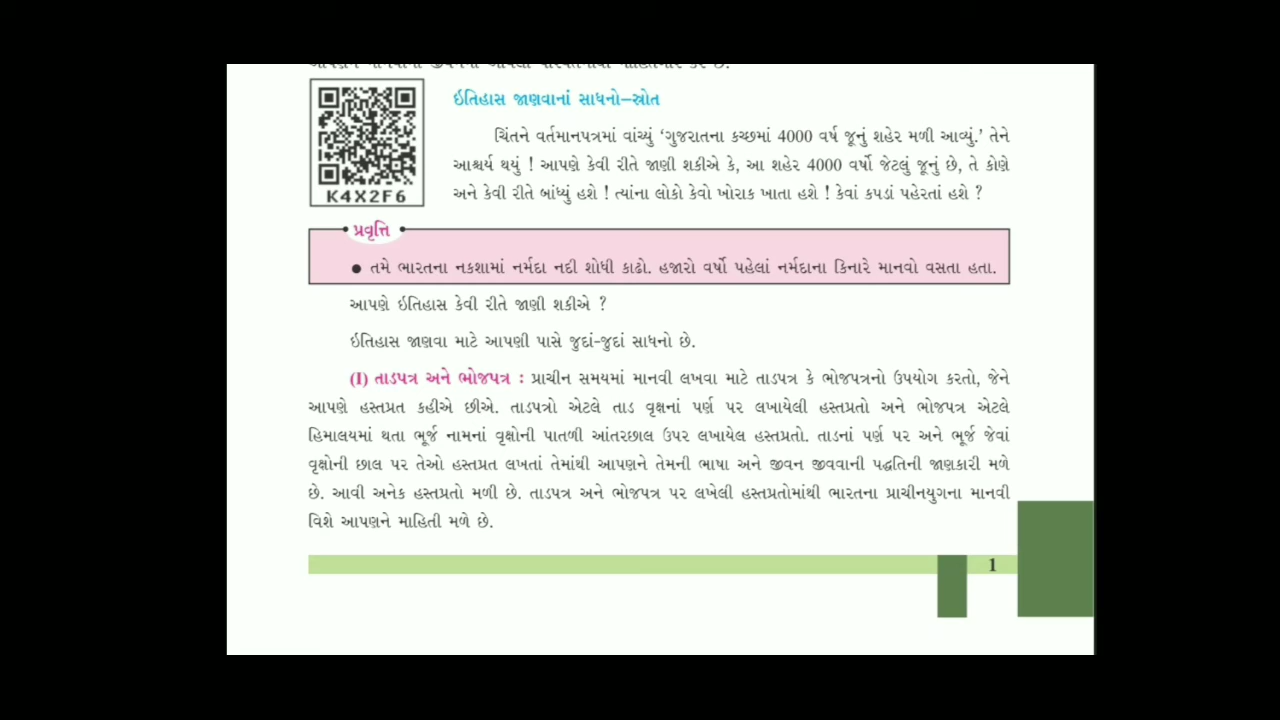 K4X2F6
ઇતિહાસ જાણવાનાં સાધનો–સ્રોત
ચિંતને વર્તમાનપત્રમાં વાંચ્યું ‘ગુજરાતના કચ્છમાં 4000 વર્ષ જૂનું શહેર મળી આવ્યું.’ તેને
આશ્ચર્ય થયું ! આપણે કેવી રીતે જાણી શકીએ કે, આ શહેર 4000 વર્ષો જેટલું જૂનું છે, તે કોણે
અને કેવી રીતે બાંધ્યું હશે ! ત્યાંના લોકો કેવો ખોરાક ખાતા હશે ! કેવાં કપડાં પહેરતાં હશે ?
પ્રવૃત્તિ
● તમે ભારતના નકશામાં નર્મદા નદી શોધી કાઢો. હજારો વર્ષો પહેલાં નર્મદાના કિનારે માનવો વસતા હતા.
આપણે ઇતિહાસ કેવી રીતે જાણી શકીએ ?
ઇતિહાસ જાણવા માટે આપણી પાસે જુદાં-જુદાં સાધનો છે.
(I) તાડપત્ર અને ભોજપત્ર : પ્રાચીન સમયમાં માનવી લખવા માટે તાડપત્ર કે ભોજપત્રનો ઉપયોગ કરતો, જેને
આપણે હસ્તપ્રત કહીએ છીએ. તાડપત્રો એટલે તાડ વૃક્ષનાં પર્ણ પર લખાયેલી હસ્તપ્રતો અને ભોજપત્ર એટલે
હિમાલયમાં થતા ભૂર્જ નામનાં વૃક્ષોની પાતળી આંતરછાલ ઉપર લખાયેલ હસ્તપ્રતો. તાડનાં પર્ણ પર અને ભૂર્જ જેવાં
વૃક્ષોની છાલ પર તેઓ હસ્તપ્રત લખતાં તેમાંથી આપણને તેમની ભાષા અને જીવન જીવવાની પદ્ધતિની જાણકારી મળે
છે. આવી અનેક હસ્તપ્રતો મળી છે. તાડપત્ર અને ભોજપત્ર પર લખેલી હસ્તપ્રતોમાંથી ભારતના પ્રાચીનયુગના માનવી
વિશે આપણને માહિતી મળે છે.
1